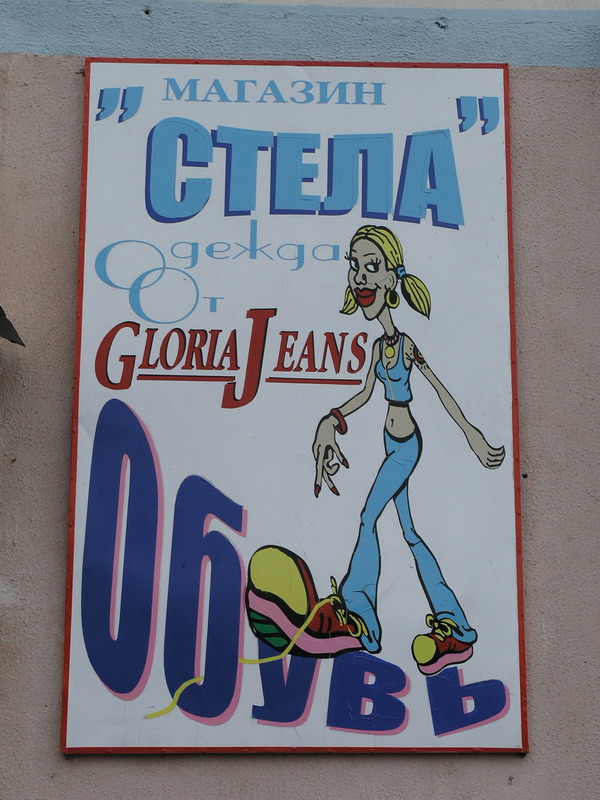 МАГАЗИН
"СТЕЛА"
Одежда
От
GLORIA JEANS
Обувь